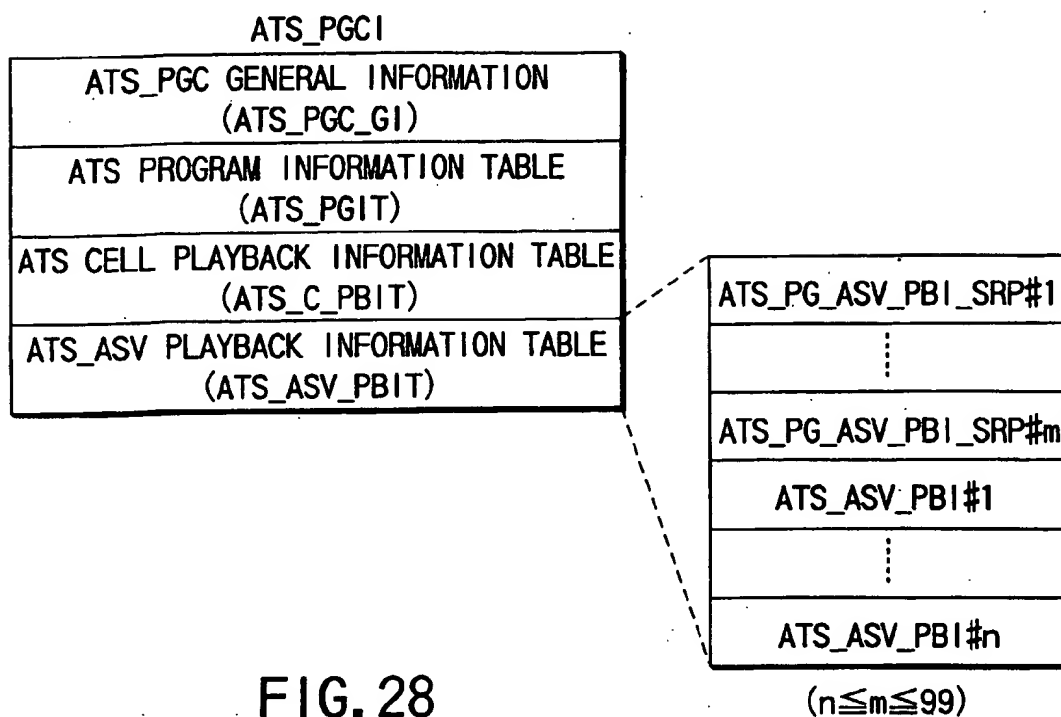 ATS_PGCI
ATS_PGC GENERAL INFORMATION
(ATS_PGC_GI)
ATS PROGRAM INFORMATION TABLE
(ATS_PGIT)
ATS CELL PLAYBACK INFORMATION TABLE
(ATS_C_PBIT)
ATS_ASV PLAYBACK INFORMATION TABLE
(ATS_ASV_PBIT)
ATS_PG_ASV_PBI_SRP#1
ATS_PG_ASV_PBI_SRP#m
ATS_ASV_PBI#1
ATS_ASV_PBI#n
(n≦m≦99)
FIG. 28